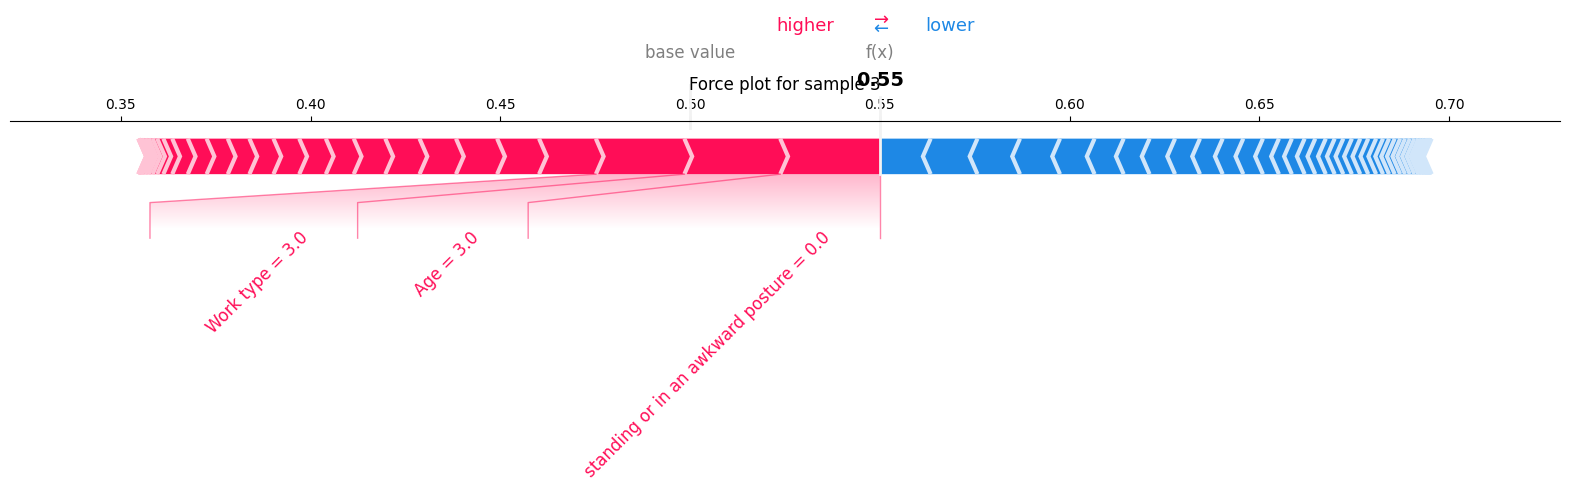 higher ⇄ lower
base value f(x)
0.55
Force plot for sample 3
0.35 0.40 0.45 0.50 0.55 0.60 0.65 0.70
Work type = 3.0
Age = 3.0
standing or in an awkward posture = 0.0